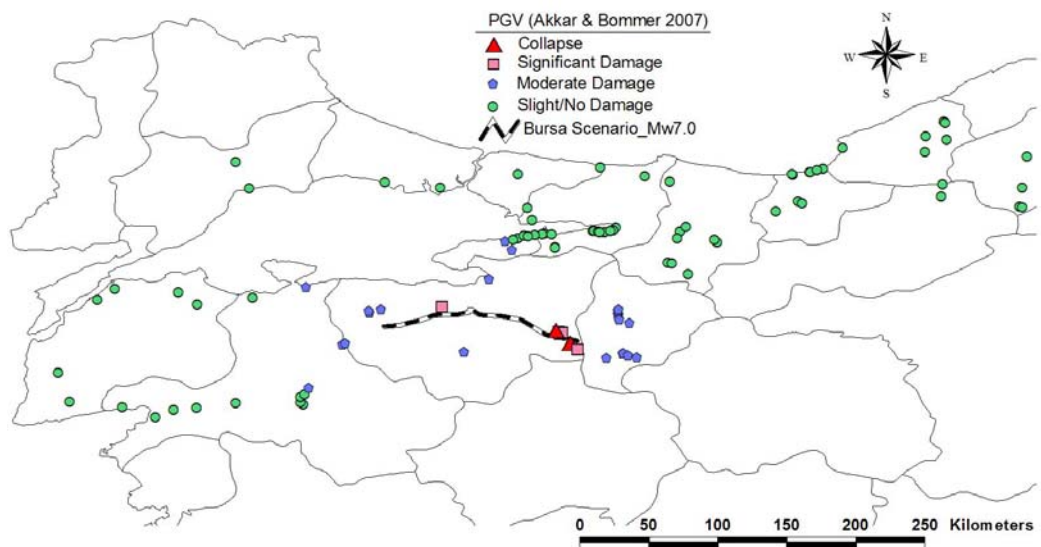 PGV (Akkar & Bommer 2007)
Collapse
Significant Damage
Moderate Damage
Slight/No Damage
Bursa Scenario_Mw7.0
N
W E
S
0 50 100 150 200 250 Kilometers